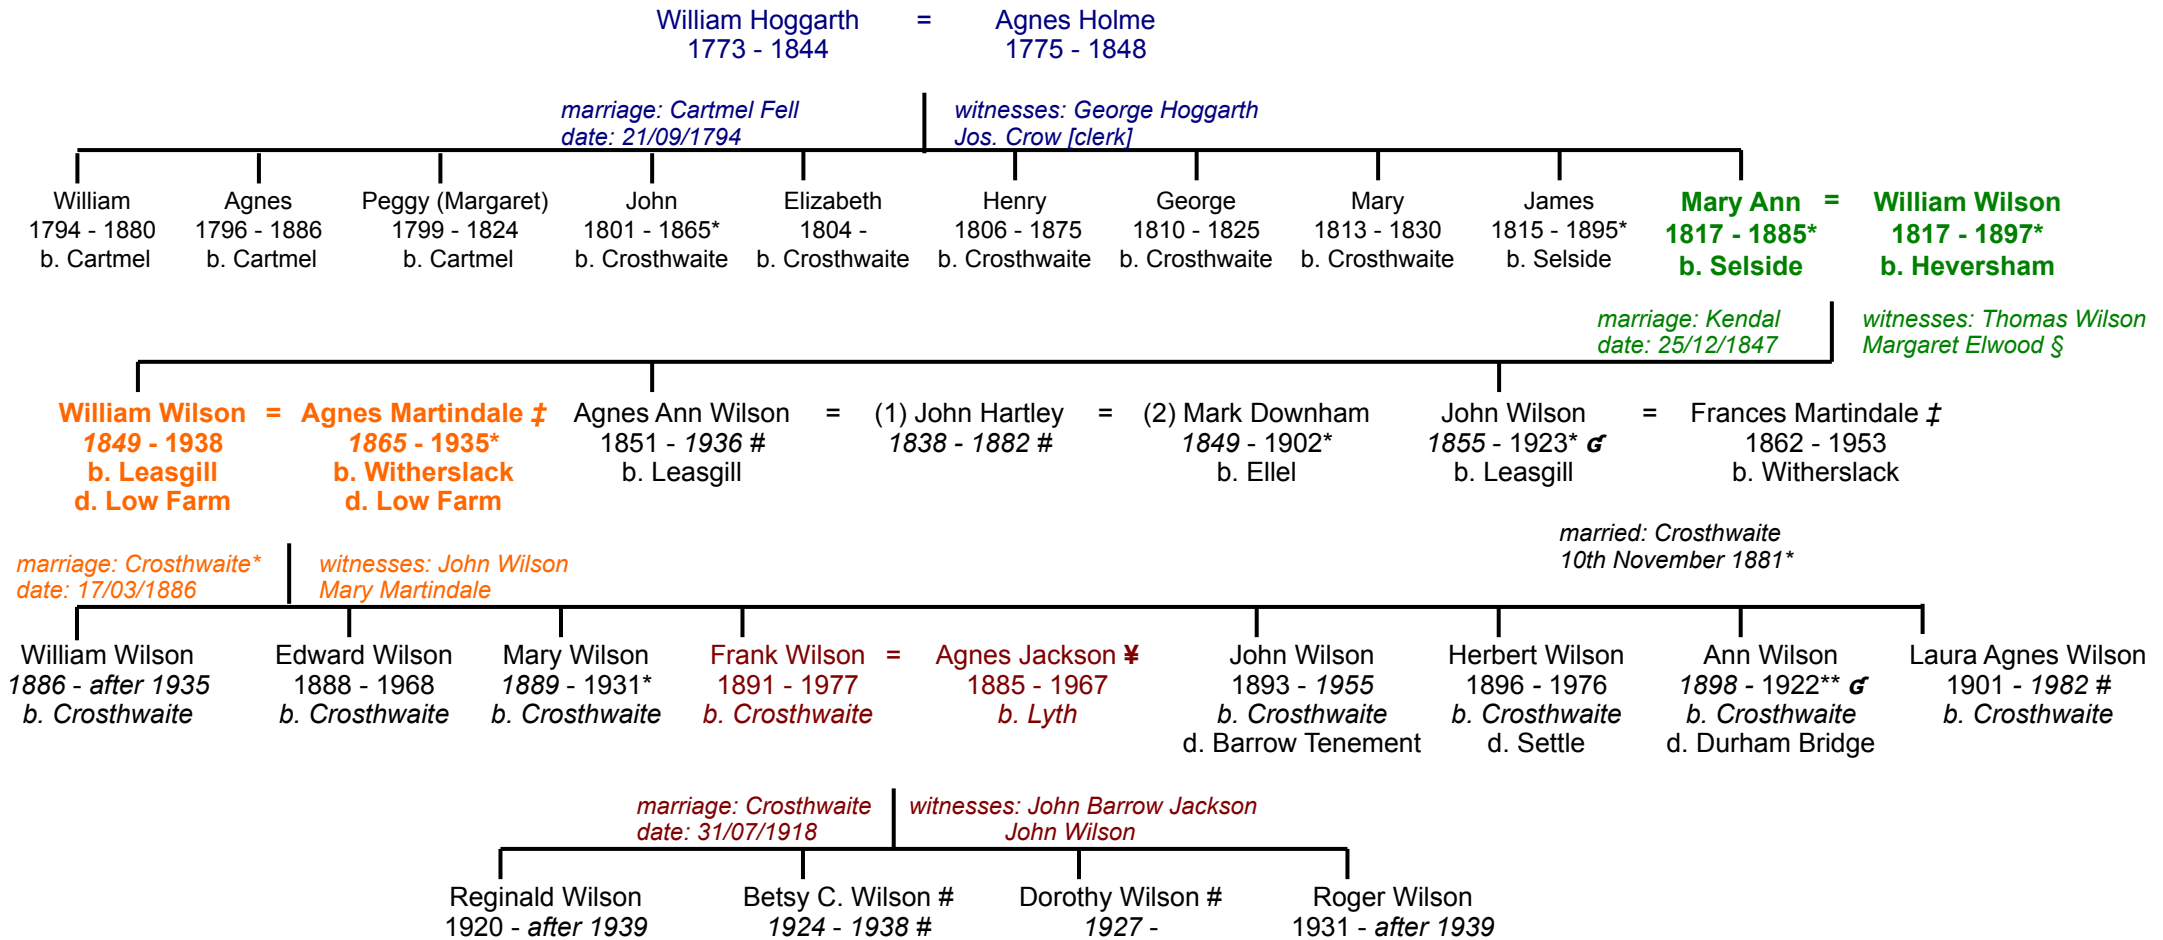 William Hoggarth = Agnes Holme
1773 - 1844 1775 - 1848
marriage: Cartmel Fell witnesses: George Hoggarth
date: 21/09/1794 Jos. Crow [clerk]
William Agnes Peggy (Margaret) John Elizabeth Henry George Mary James Mary Ann = William Wilson
1794 - 1880 1796 - 1886 1799 - 1824 1801 - 1865* 1804 - 1806 - 1875 1810 - 1825 1813 - 1830 1815 - 1895* 1817 - 1885* 1817 - 1897*
b. Cartmel b. Cartmel b. Cartmel b. Crosthwaite b. Crosthwaite b. Crosthwaite b. Crosthwaite b. Crosthwaite b. Selside b. Selside b. Heversham
marriage: Kendal witnesses: Thomas Wilson
date: 25/12/1847 Margaret Elwood §
William Wilson = Agnes Martindale ‡ Agnes Ann Wilson = (1) John Hartley = (2) Mark Downham John Wilson = Frances Martindale ‡
1849 - 1938 1865 - 1935* 1851 - 1936 # 1838 - 1882 # 1849 - 1902* 1855 - 1923* ɠ 1862 - 1953
b. Leasgill b. Witherslack b. Leasgill b. Ellel b. Leasgill b. Witherslack
d. Low Farm d. Low Farm
married: Crosthwaite
10th November 1881*
marriage: Crosthwaite* witnesses: John Wilson
date: 17/03/1886 Mary Martindale
William Wilson Edward Wilson Mary Wilson Frank Wilson = Agnes Jackson ¥ John Wilson Herbert Wilson Ann Wilson Laura Agnes Wilson
1886 - after 1935 1888 - 1968 1889 - 1931* 1891 - 1977 1885 - 1967 1893 - 1955 1896 - 1976 1898 - 1922** ɠ 1901 - 1982 #
b. Crosthwaite b. Crosthwaite b. Crosthwaite b. Crosthwaite b. Lyth b. Crosthwaite b. Crosthwaite b. Crosthwaite b. Crosthwaite
d. Barrow Tenement d. Settle d. Durham Bridge
marriage: Crosthwaite witnesses: John Barrow Jackson
date: 31/07/1918 John Wilson
Reginald Wilson Betsy C. Wilson # Dorothy Wilson # Roger Wilson
1920 - after 1939 1924 - 1938 # 1927 - 1931 - after 1939